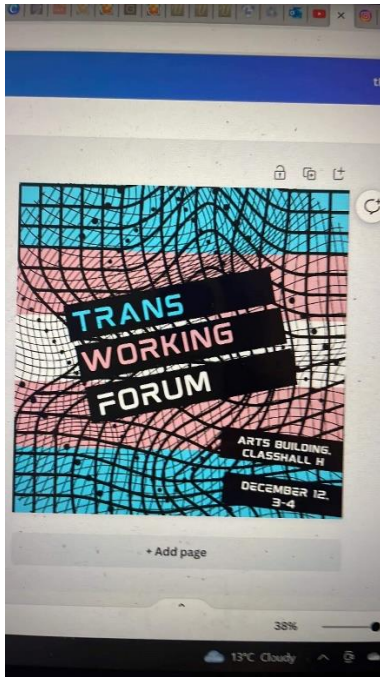 TRANS
WORKING
FORUM
ARTS BUILDING,
CLASSHALL H
DECEMBER 12,
3-4
+ Add page
38%
13°C Cloudy